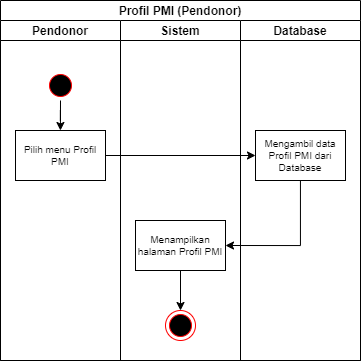 Profil PMI (Pendonor)
Pendonor
Sistem
Database
Pilih menu Profil
PMI
Mengambil data
Profil PMI dari
Database
Menampilkan
halaman Profil PMI